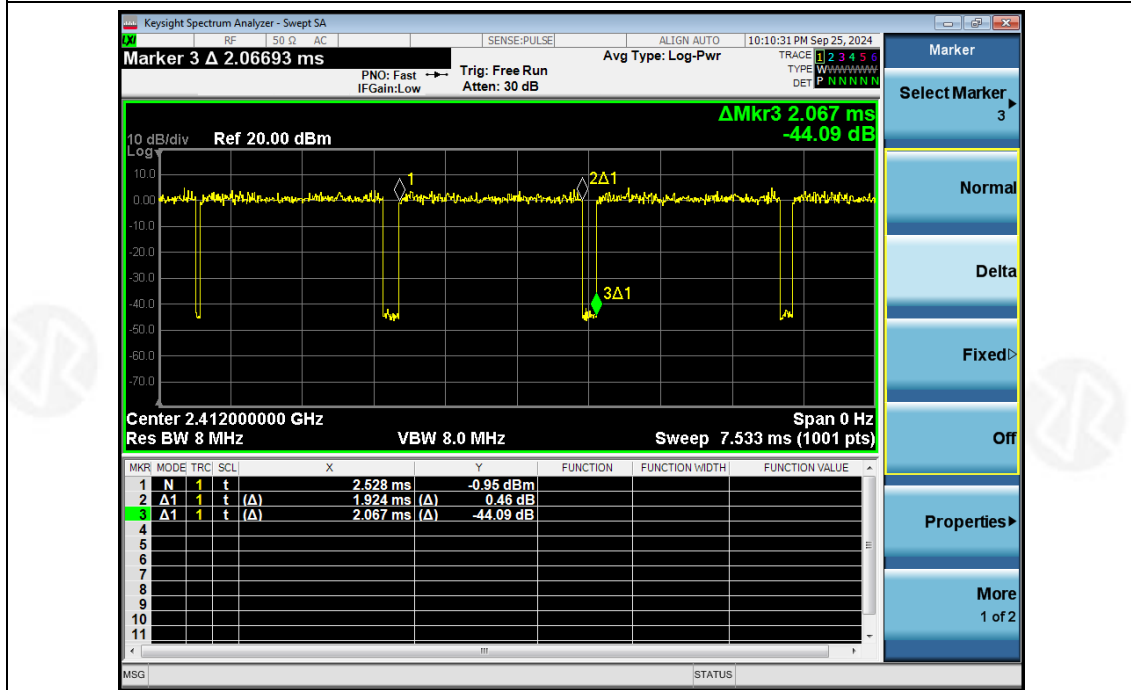 Keysight Spectrum Analyzer - Swept SA
LXI RF 50 Ω AC SENSE:PULSE ALIGN AUTO 10:10:31 PM Sep 25, 2024
Marker 3 Δ 2.06693 ms
PNO: Fast
IFGain:Low
Trig: Free Run
Atten: 30 dB
Avg Type: Log-Pwr
TRACE 1 2 3 4 5 6
TYPE WWWWWW
DET P NNNNN
ΔMkr3 2.067 ms
-44.09 dB
10 dB/div
Log
Ref 20.00 dBm
10.0
0.00
-10.0
-20.0
-30.0
-40.0
-50.0
-60.0
-70.0
1
2Δ1
3Δ1
Center 2.412000000 GHz
Span 0 Hz
Res BW 8 MHz
VBW 8.0 MHz
Sweep 7.533 ms (1001 pts)
MKR MODE TRC SCL X Y FUNCTION FUNCTION WIDTH FUNCTION VALUE
1 N 1 t 2.528 ms -0.95 dBm
2 Δ1 1 t (Δ) 1.924 ms (Δ) 0.46 dB
3 Δ1 1 t (Δ) 2.067 ms (Δ) -44.09 dB
4
5
6
7
8
9
10
11
MSG
STATUS
Marker
Select Marker
3
Normal
Delta
Fixed
Off
Properties
More
1 of 2